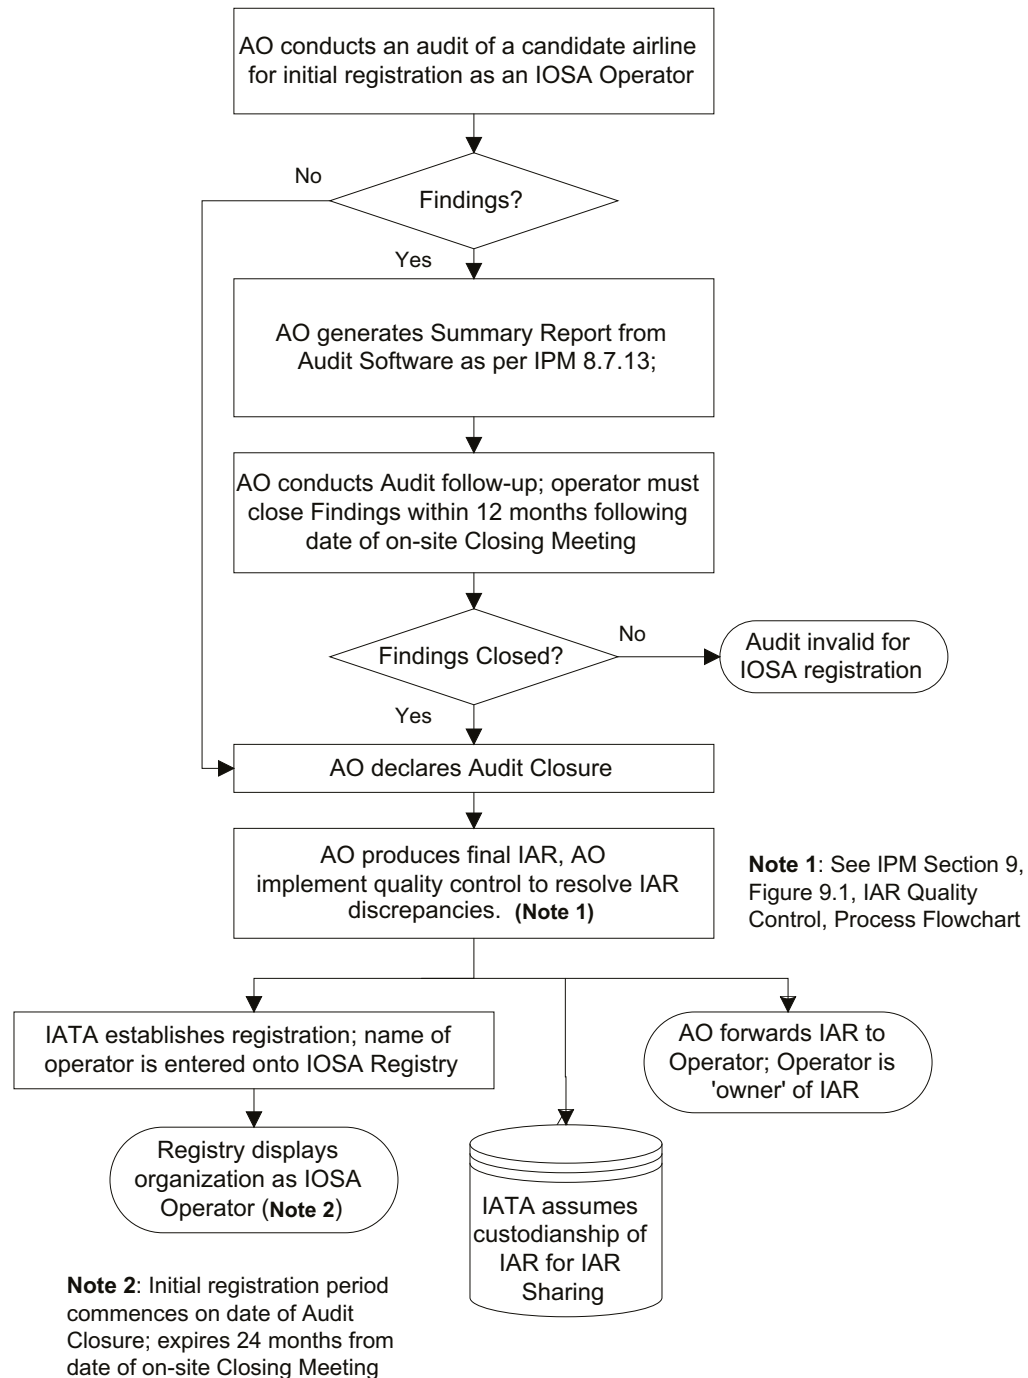 AO conducts an audit of a candidate airline
for initial registration as an IOSA Operator
No
Findings?
Yes
AO generates Summary Report from
Audit Software as per IPM 8.7.13;
AO conducts Audit follow-up; operator must
close Findings within 12 months following
date of on-site Closing Meeting
Findings Closed?
No
Audit invalid for
IOSA registration
Yes
AO declares Audit Closure
AO produces final IAR, AO
implement quality control to resolve IAR
discrepancies. (Note 1)
Note 1: See IPM Section 9,
Figure 9.1, IAR Quality
Control, Process Flowchart
IATA establishes registration; name of
operator is entered onto IOSA Registry
AO forwards IAR to
Operator; Operator is
'owner' of IAR
Registry displays
organization as IOSA
Operator (Note 2)
IATA assumes
custodianship of
IAR for IAR
Sharing
Note 2: Initial registration period
commences on date of Audit
Closure; expires 24 months from
date of on-site Closing Meeting